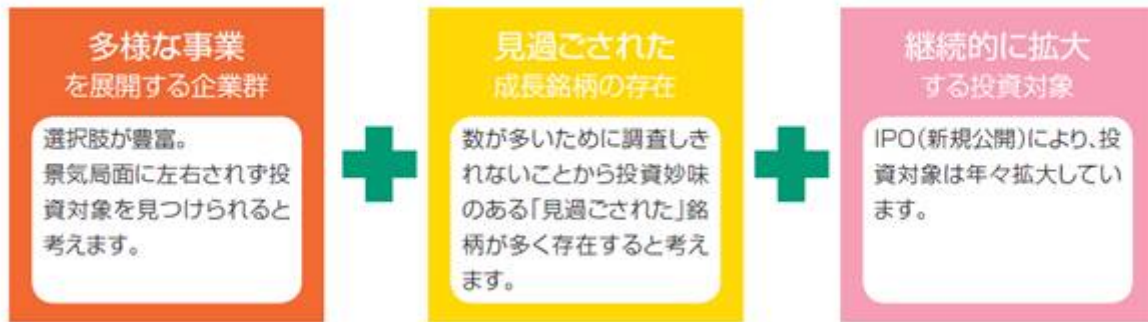 多様な事業
を展開する企業群
選択肢が豊富。
景気局面に左右されず投
資対象を見つけられると
考えます。
見過ごされた
成長銘柄の存在
数が多いために調査しき
れないことから投資妙味
のある「見過ごされた」銘
柄が多く存在すると考え
ます。
継続的に拡大
する投資対象
IPO(新規公開)により、投
資対象は年々拡大してい
ます。